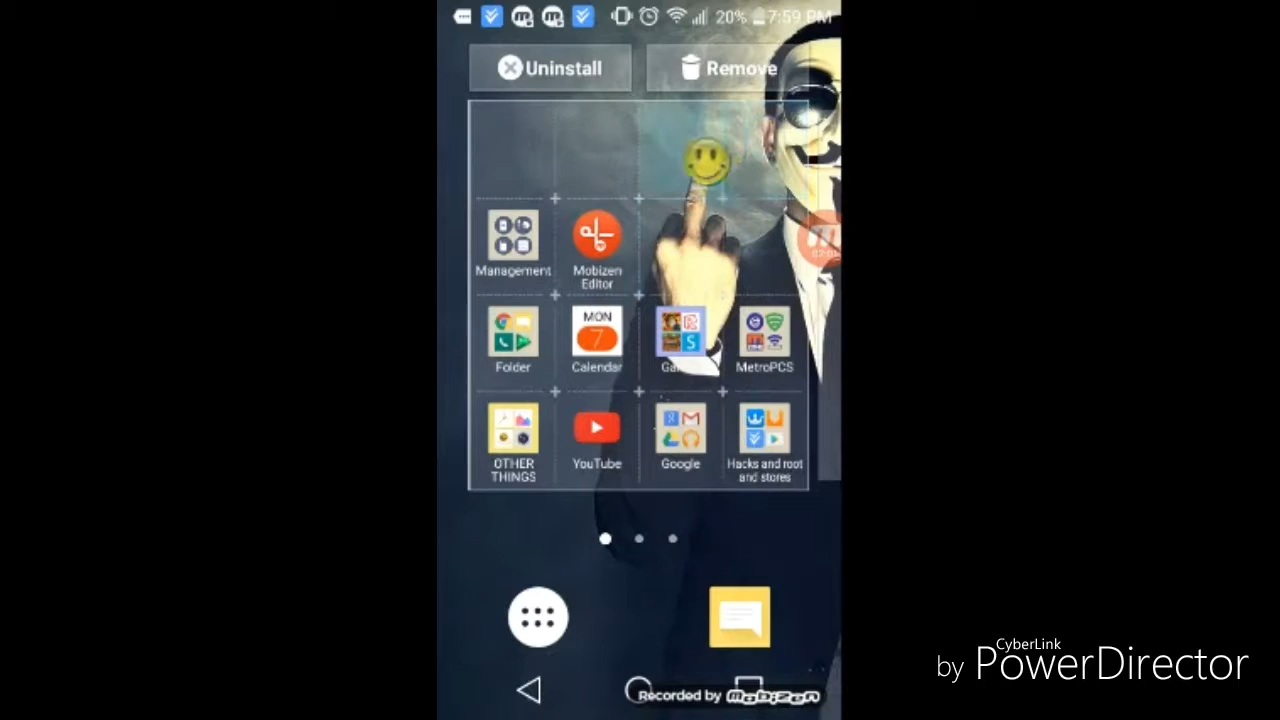 20% 7:59 PM
Uninstall Remove
Management Mobizen
Editor
MON
7
Folder Calendar MetroPCS
OTHER
THINGS
YouTube Google Hacks and root
and stores
CyberLink
by PowerDirector
Recorded by mobizen